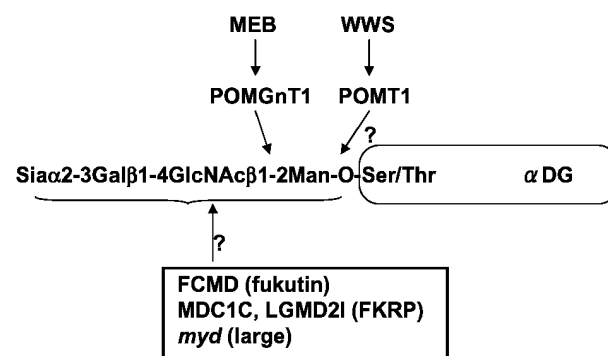 MEB WWS
POMGnT1 POMT1
?
Siaα2-3Galβ1-4GlcNAcβ1-2Man-O-Ser/Thr αDG
?
FCMD (fukutin)
MDC1C, LGMD2I (FKRP)
myd (large)